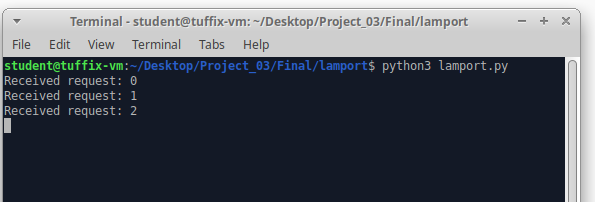 Terminal - student@tuffix-vm: ~/Desktop/Project_03/Final/lamport
File Edit View Terminal Tabs Help
student@tuffix-vm:~/Desktop/Project_03/Final/lamport$ python3 lamport.py
Received request: 0
Received request: 1
Received request: 2